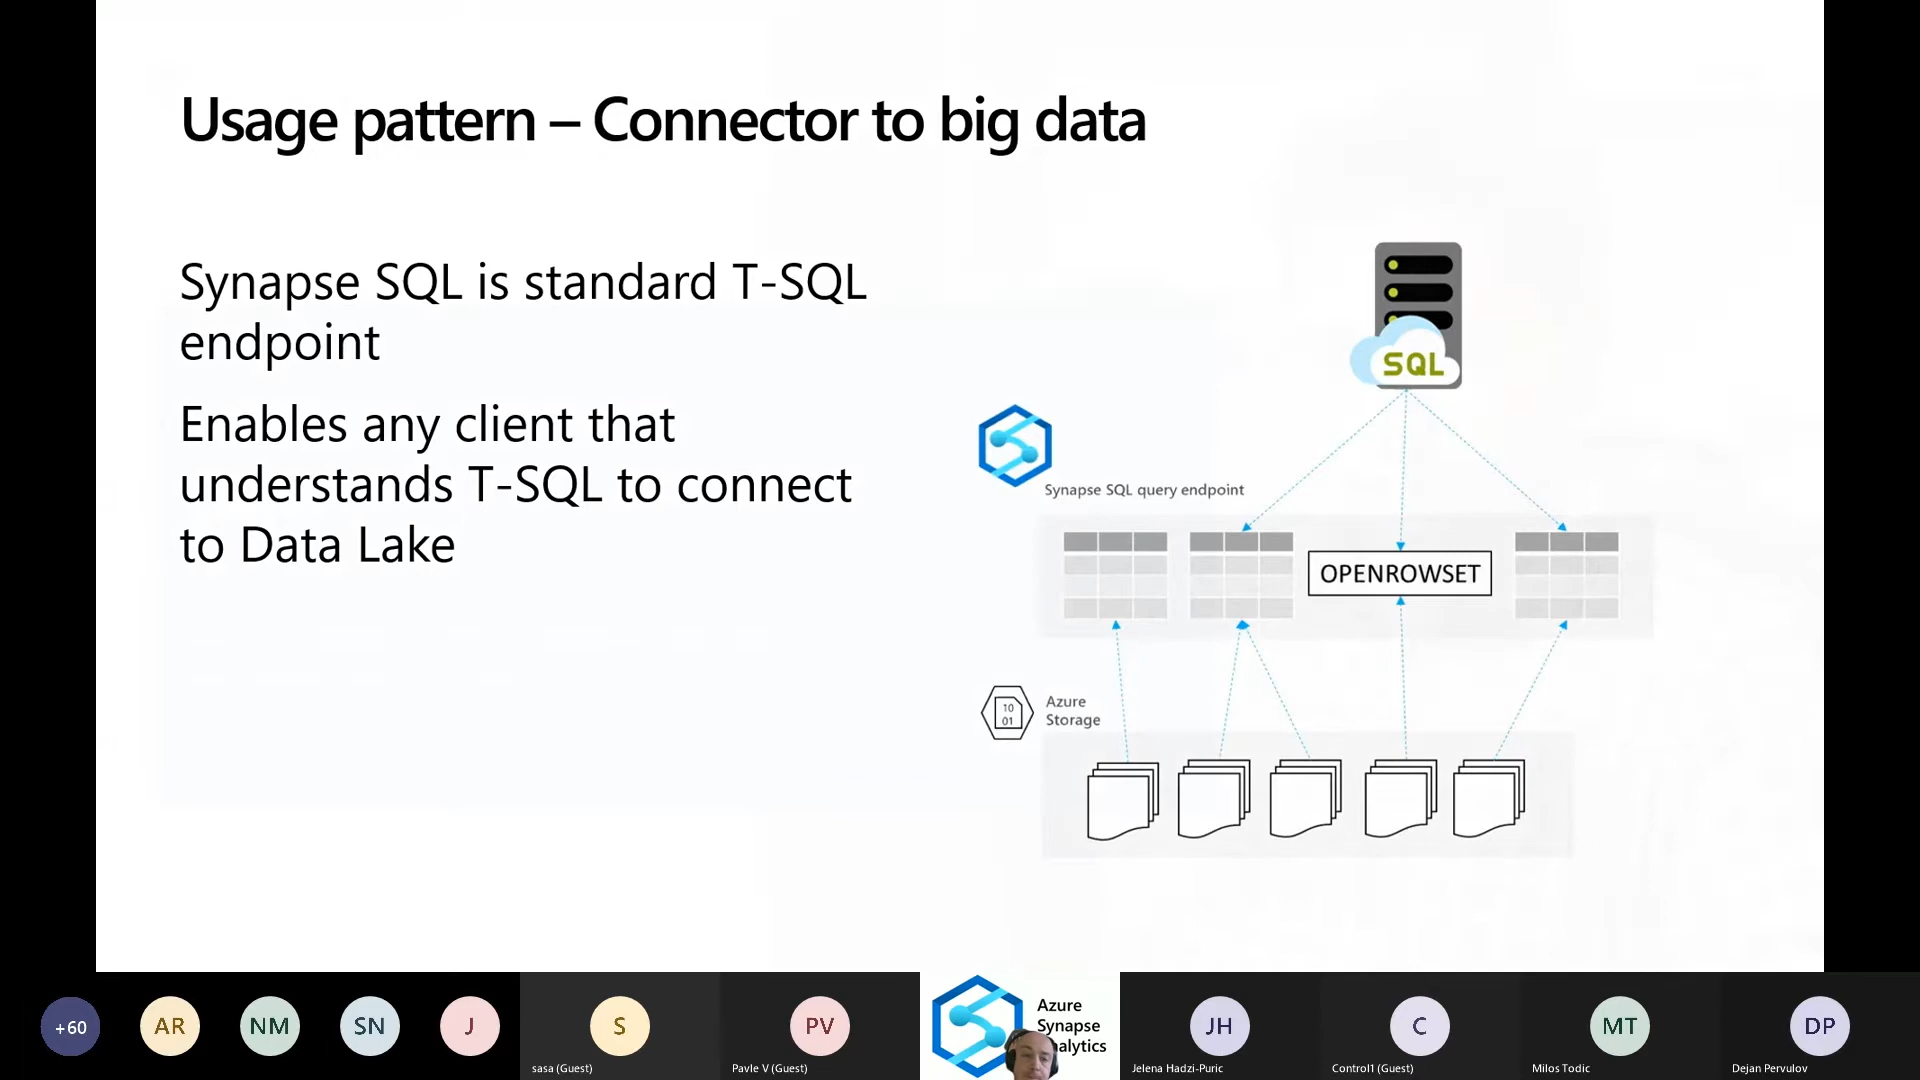 Usage pattern – Connector to big data
Synapse SQL is standard T-SQL
endpoint
Enables any client that
understands T-SQL to connect
to Data Lake
SQL
Synapse SQL query endpoint
OPENROWSET
10
01
Azure
Storage
+60
AR
NM
SN
J
S
sasa (Guest)
PV
Pavle V (Guest)
Azure
Synapse
nalytics
JH
Jelena Hadzi-Puric
C
Control1 (Guest)
MT
Milos Todic
DP
Dejan Pervulov